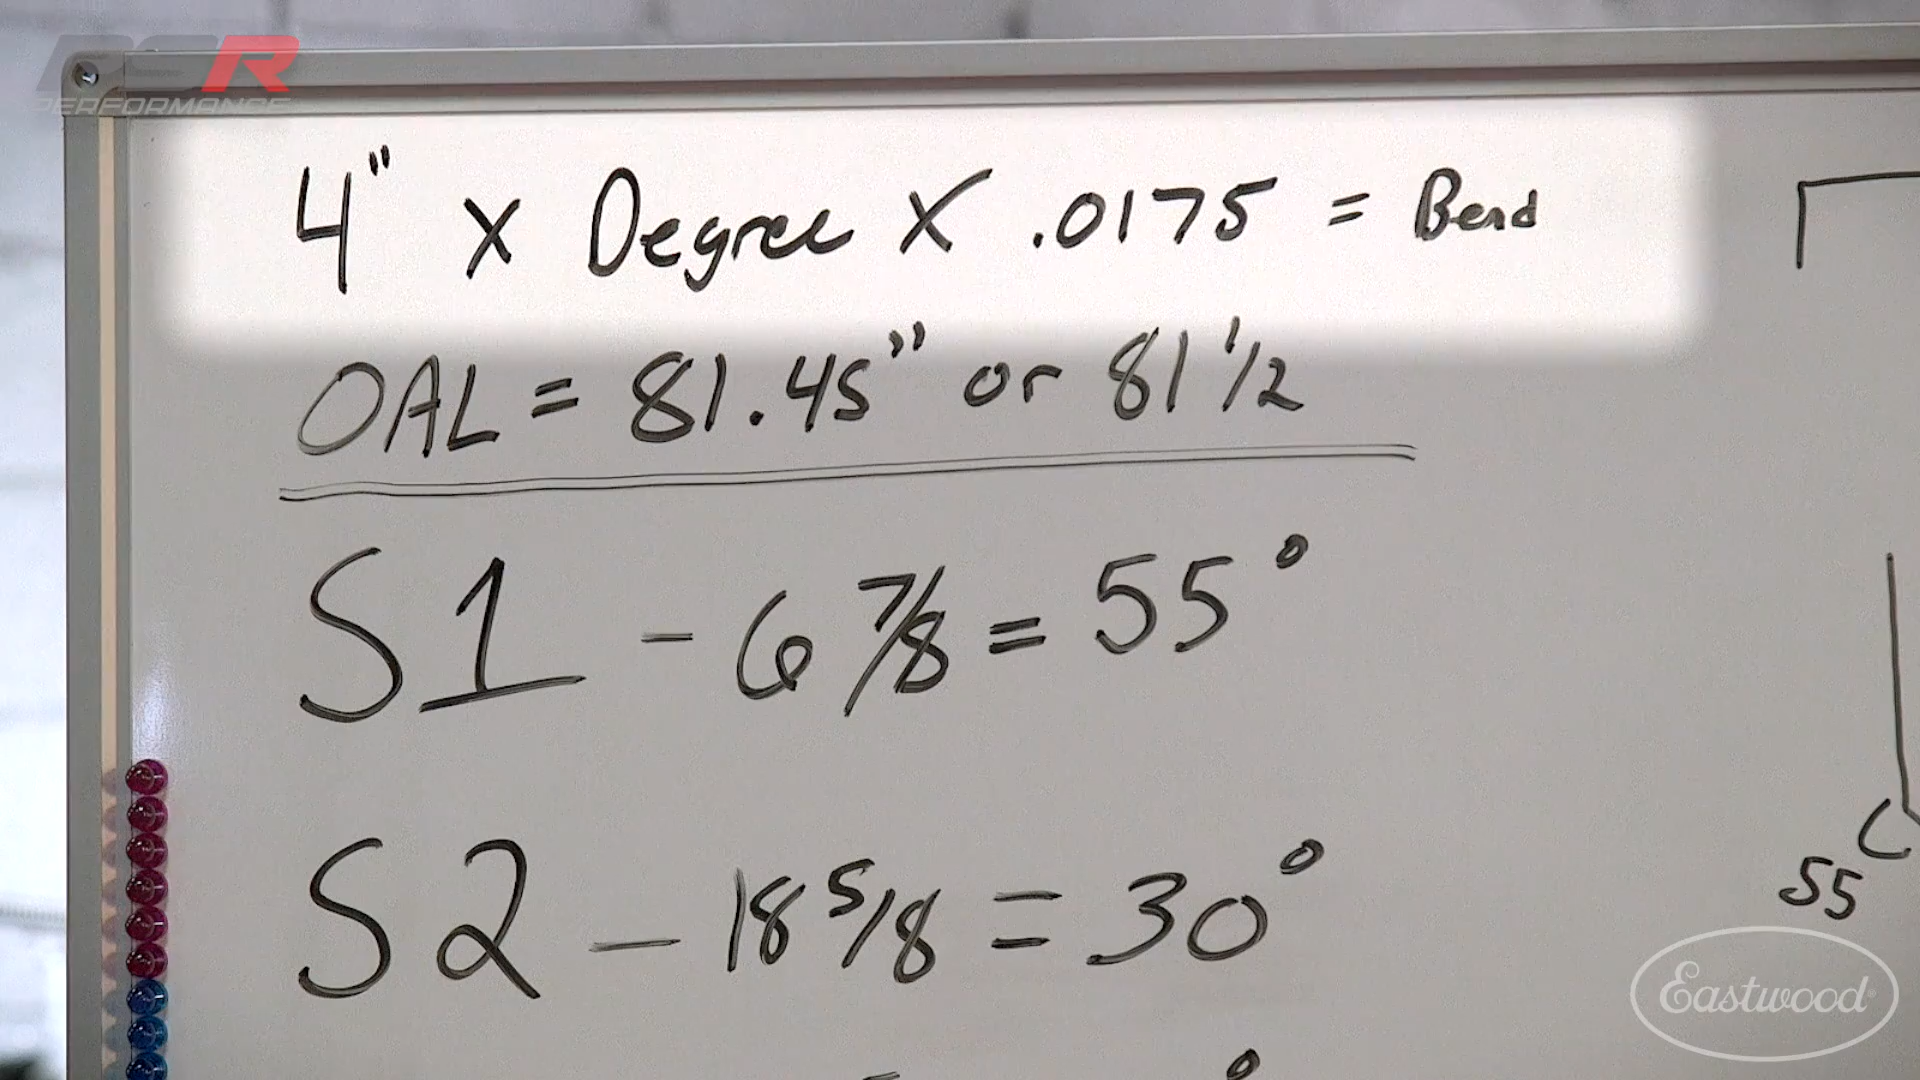 RSR
PERFORMANCE
4" x Degree x .0175 = Bend
OAL = 81.45" or 81 1/2
S1 - 6 7/8 = 55°
S2 - 18 5/8 = 30°
55
Eastwood